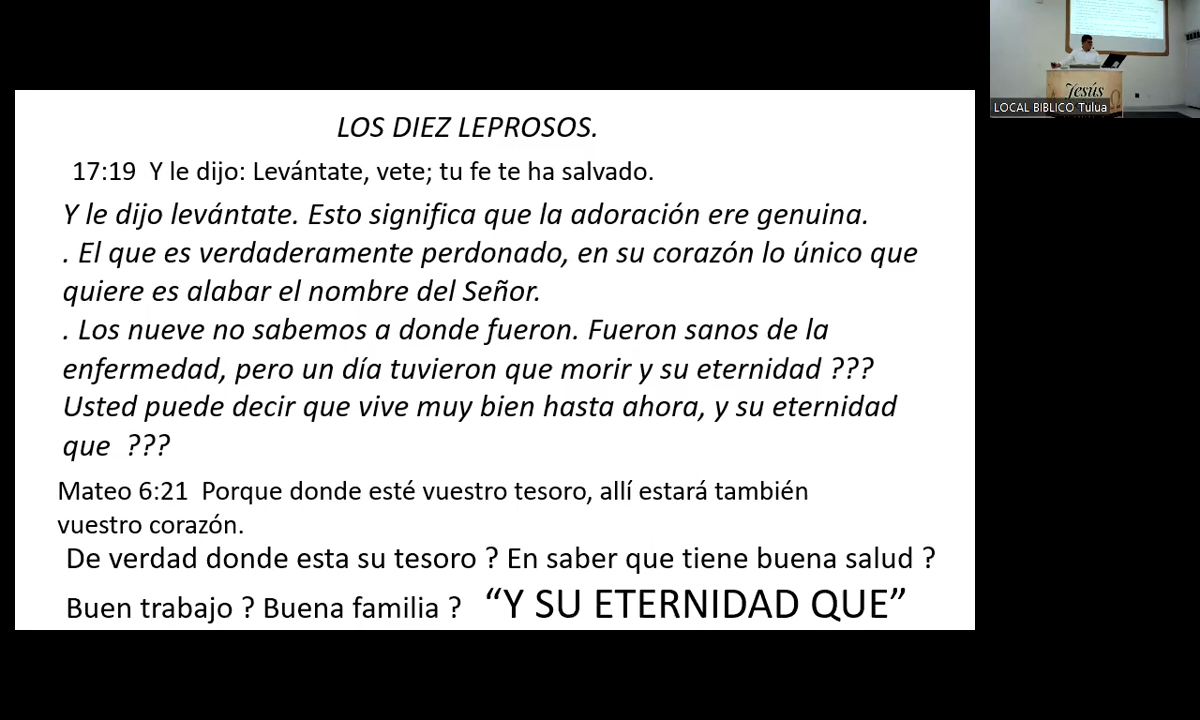 LOS DIEZ LEPROSOS.
17:19 Y le dijo: Levántate, vete; tu fe te ha salvado.
Y le dijo levántate. Esto significa que la adoración ere genuina.
. El que es verdaderamente perdonado, en su corazón lo único que
quiere es alabar el nombre del Señor.
. Los nueve no sabemos a donde fueron. Fueron sanos de la
enfermedad, pero un día tuvieron que morir y su eternidad ???
Usted puede decir que vive muy bien hasta ahora, y su eternidad
que ???
Mateo 6:21 Porque donde esté vuestro tesoro, allí estará también
vuestro corazón.
De verdad donde esta su tesoro ? En saber que tiene buena salud ?
Buen trabajo ? Buena familia ? “Y SU ETERNIDAD QUE”
Jesús
LOCAL BIBLICO Tulua